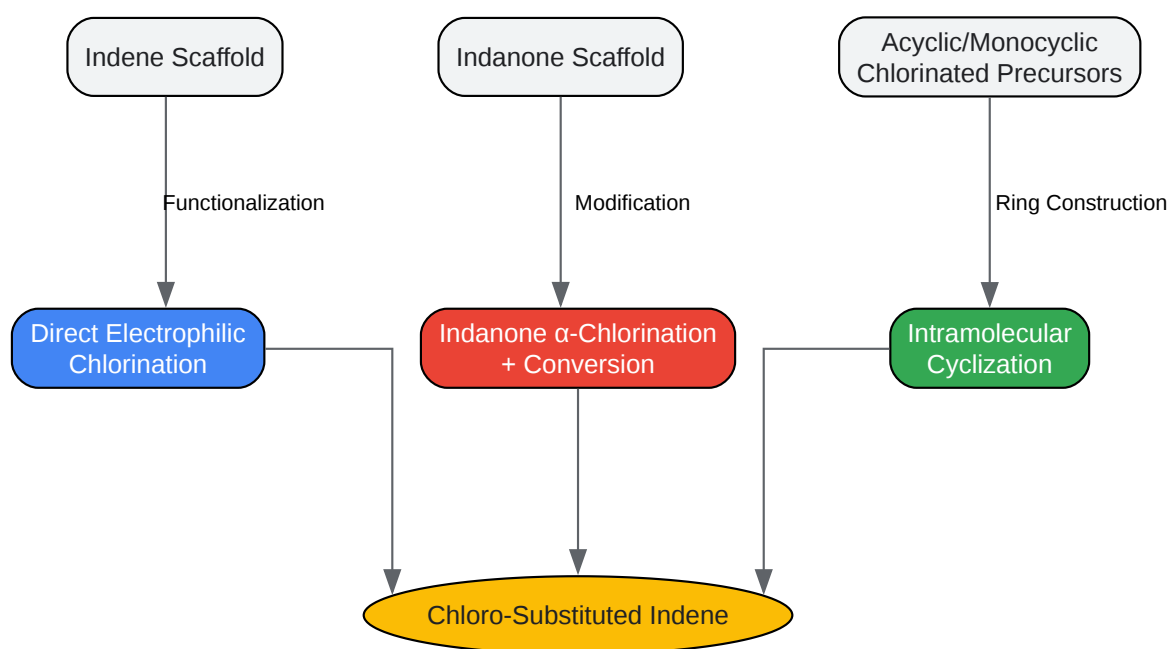 Indene Scaffold
Indanone Scaffold
Acyclic/Monocyclic
Chlorinated Precursors
Functionalization
Modification
Ring Construction
Direct Electrophilic
Chlorination
Indanone α-Chlorination
+ Conversion
Intramolecular
Cyclization
Chloro-Substituted Indene